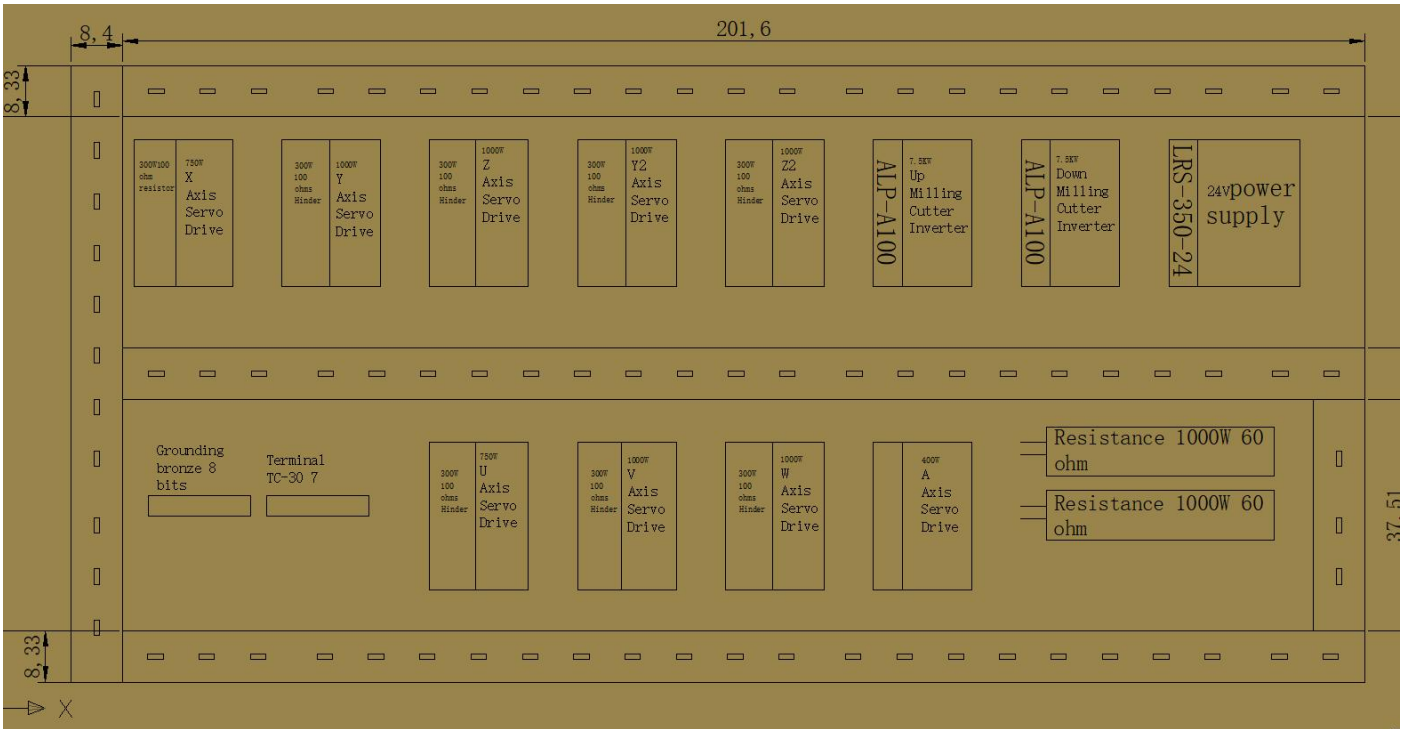 8,4
201,6
8,33
300W100
ohm
resistor
750W
X
Axis
Servo
Drive
300W
100
ohms
Hinder
1000W
Y
Axis
Servo
Drive
300W
100
ohms
Hinder
1000W
Z
Axis
Servo
Drive
300W
100
ohms
Hinder
1000W
Y2
Axis
Servo
Drive
300W
100
ohms
Hinder
1000W
Z2
Axis
Servo
Drive
ALP-A100
7.5KW
Up
Milling
Cutter
Inverter
ALP-A100
7.5KW
Down
Milling
Cutter
Inverter
LRS-350-24
24Vpower
supply
Grounding
bronze 8
bits
Terminal
TC-30 7
300W
100
ohms
Hinder
750W
U
Axis
Servo
Drive
300W
100
ohms
Hinder
1000W
V
Axis
Servo
Drive
300W
100
ohms
Hinder
1000W
W
Axis
Servo
Drive
400W
A
Axis
Servo
Drive
Resistance 1000W 60
ohm
Resistance 1000W 60
ohm
37,51
8,33
X